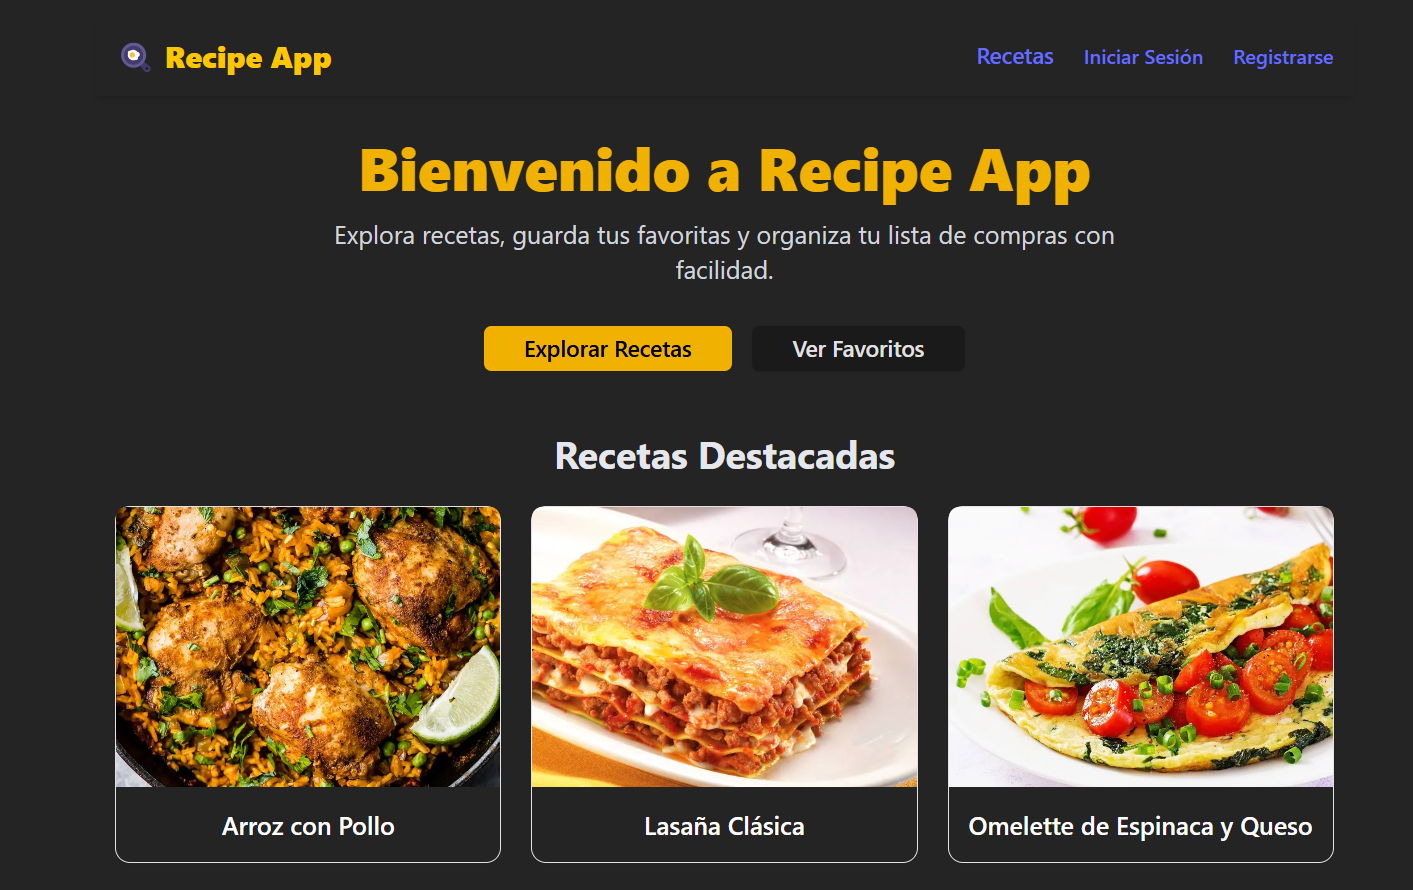 Recipe App
Recetas Iniciar Sesión Registrarse
Bienvenido a Recipe App
Explora recetas, guarda tus favoritas y organiza tu lista de compras con
facilidad.
Explorar Recetas Ver Favoritos
Recetas Destacadas
Arroz con Pollo
Lasaña Clásica
Omelette de Espinaca y Queso